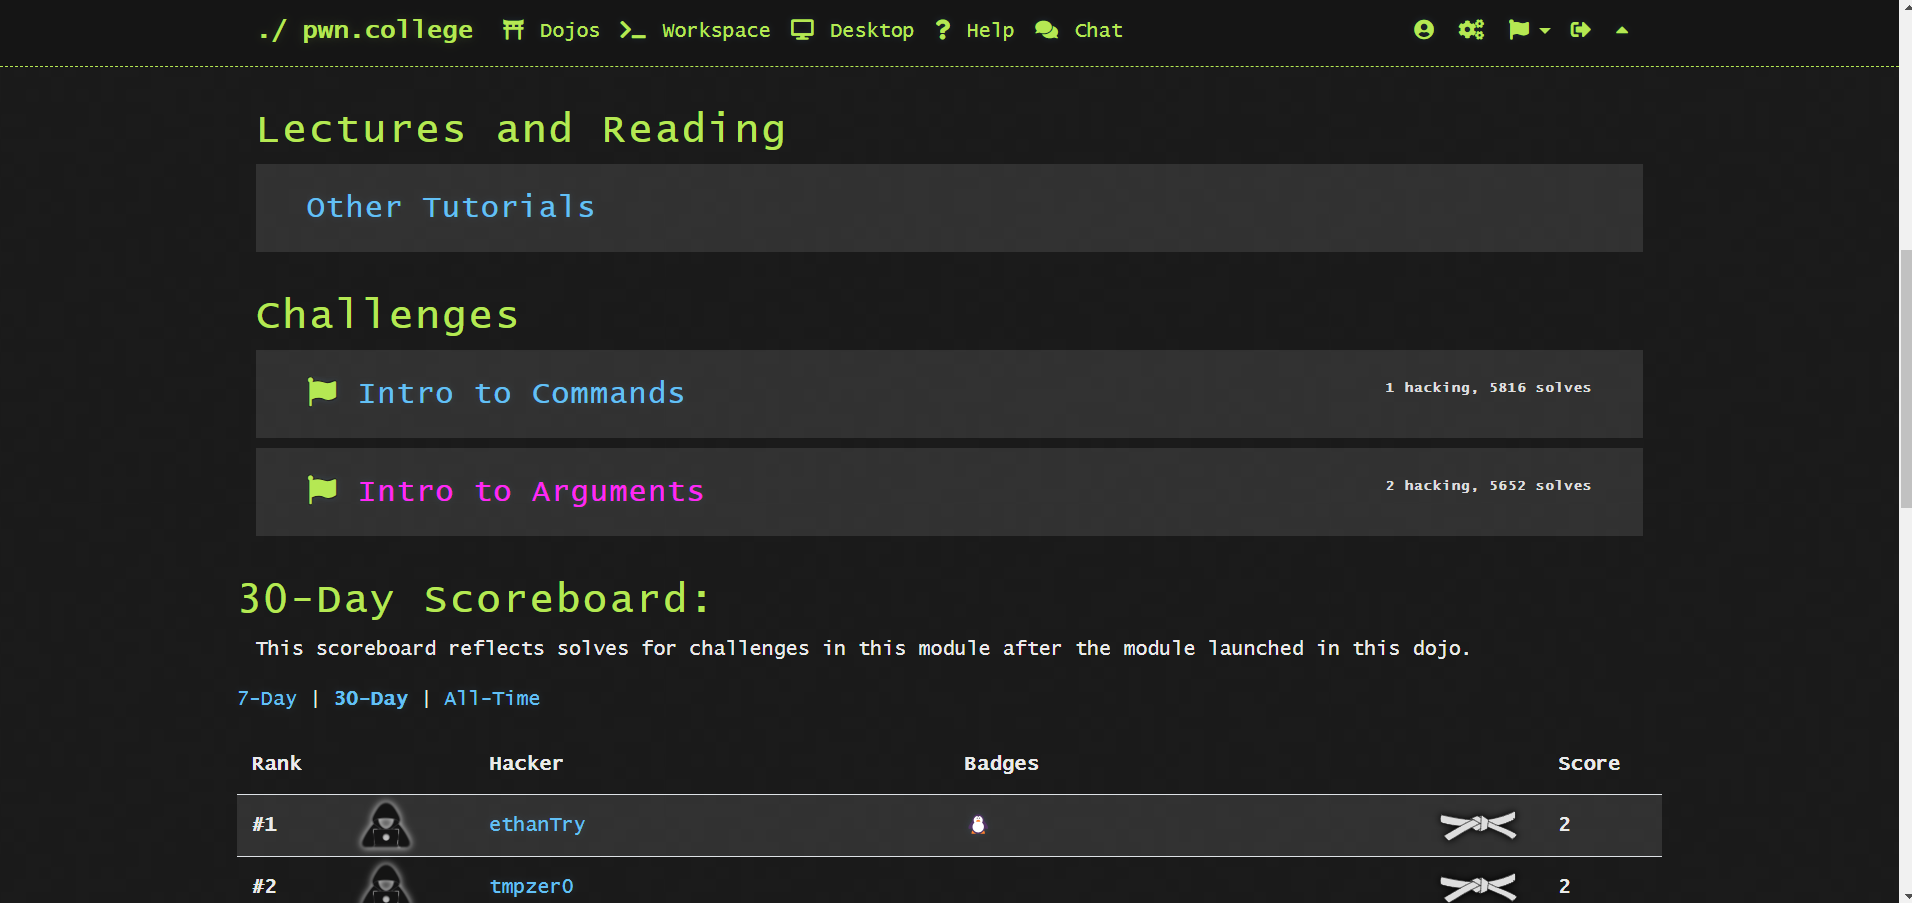 ./ pwn.college Dojos Workspace Desktop ? Help Chat
Lectures and Reading
Other Tutorials
Challenges
Intro to Commands 1 hacking, 5816 solves
Intro to Arguments 2 hacking, 5652 solves
30-Day Scoreboard:
This scoreboard reflects solves for challenges in this module after the module launched in this dojo.
7-Day | 30-Day | All-Time
Rank Hacker Badges Score
#1 ethanTry 2
#2 tmpzer0 2